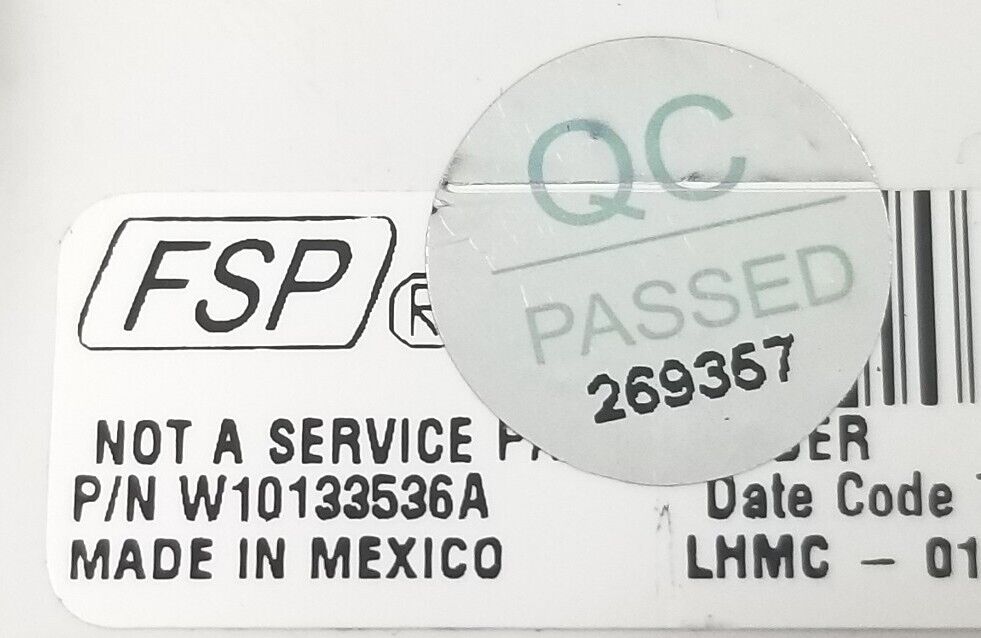 QC
PASSED
269357
FSP
R
NOT A SERVICE
P/N W10133536A
Date Code
MADE IN MEXICO
LHMC - 01